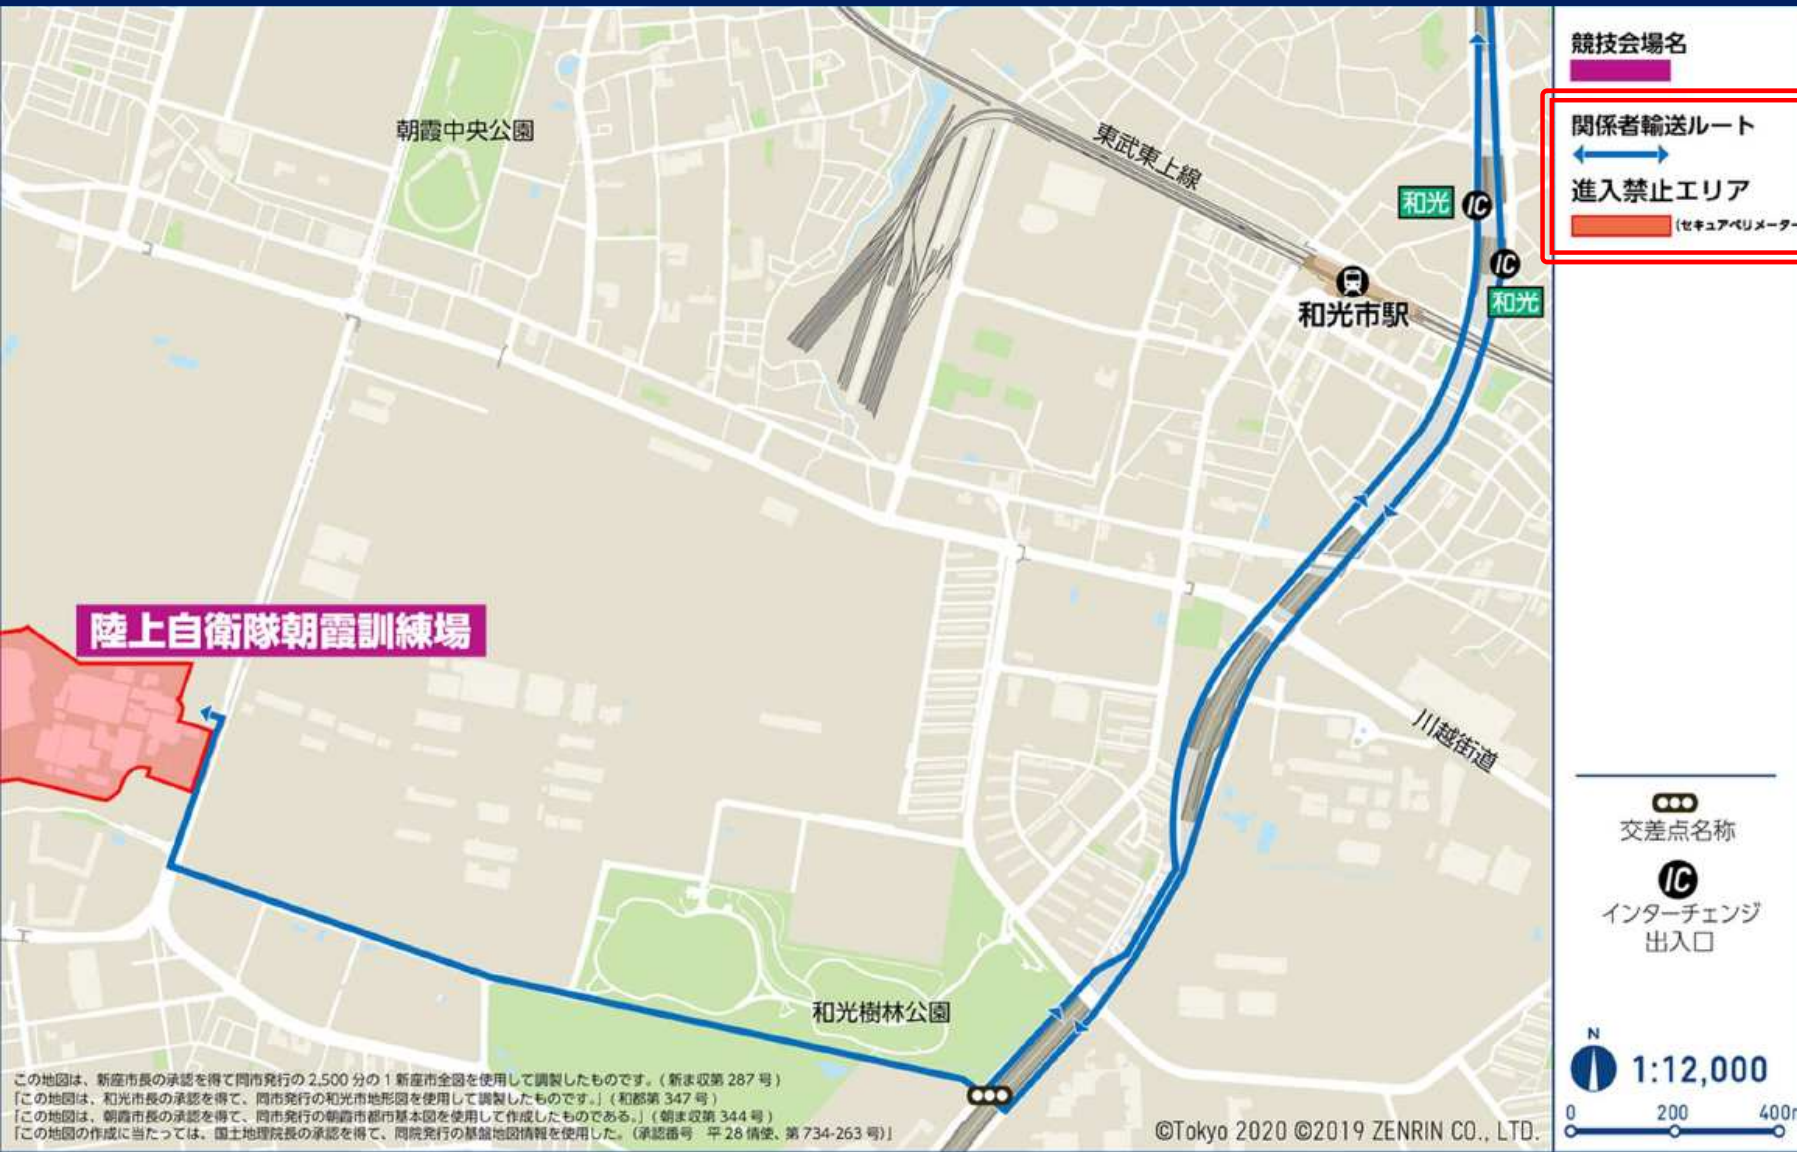 競技会場名
関係者輸送ルート
進入禁止エリア
(セキュアペリメーター
朝霞中央公園
東武東上線
和光 IC
IC
和光
和光市駅
陸上自衛隊朝霞訓練場
川越街道
交差点名称
IC
インターチェンジ
出入口
和光樹林公園
N
1:12,000
0 200 400m
この地図は、新座市長の承認を得て同市発行の2,500分の1新座市全図を使用して調製したものです。(新ま収第287号)
「この地図は、和光市長の承認を得て、同市発行の和光市地形図を使用して調製したものです。」(和都第347号)
「この地図は、朝霞市長の承認を得て、同市発行の朝霞市都市基本図を使用して作成したものである。」(朝ま収第344号)
「この地図の作成に当たっては、国土地理院長の承認を得て、同院発行の基盤地図情報を使用した。(承認番号 平28情使、第734-263号)」
©Tokyo 2020 ©2019 ZENRIN CO., LTD.